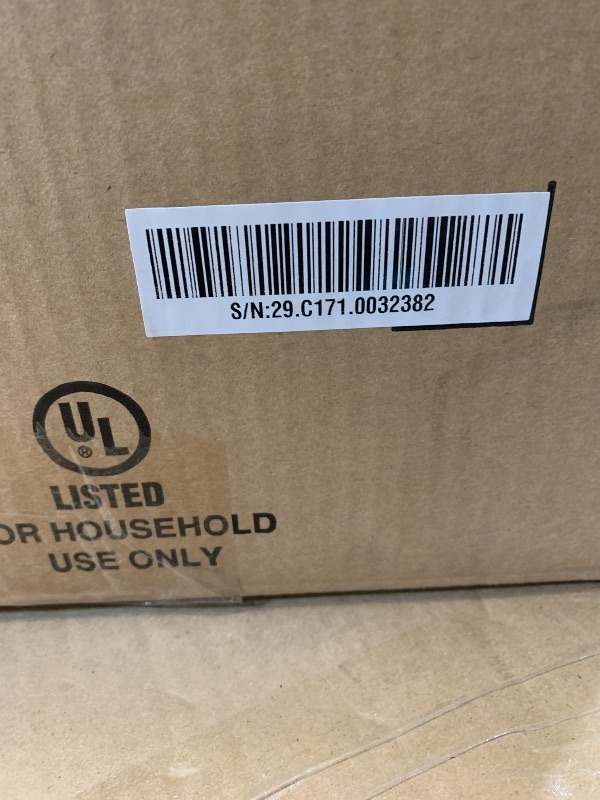 S/N:29.C171.0032382
UL
®
LISTED
OR HOUSEHOLD
USE ONLY